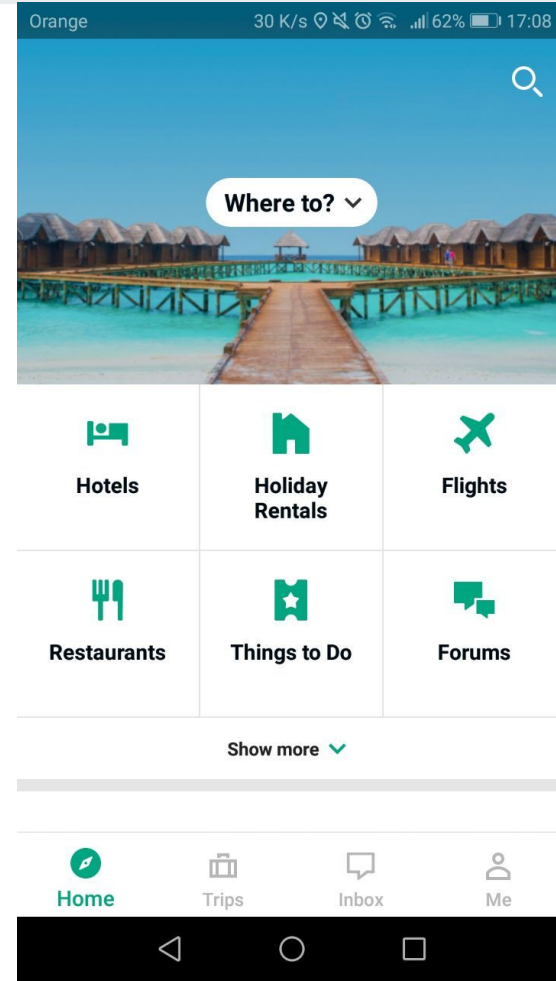 Orange 30 K/s 62% 17:08
Where to?
Hotels
Holiday
Rentals
Flights
Restaurants
Things to Do
Forums
Show more
Home
Trips
Inbox
Me